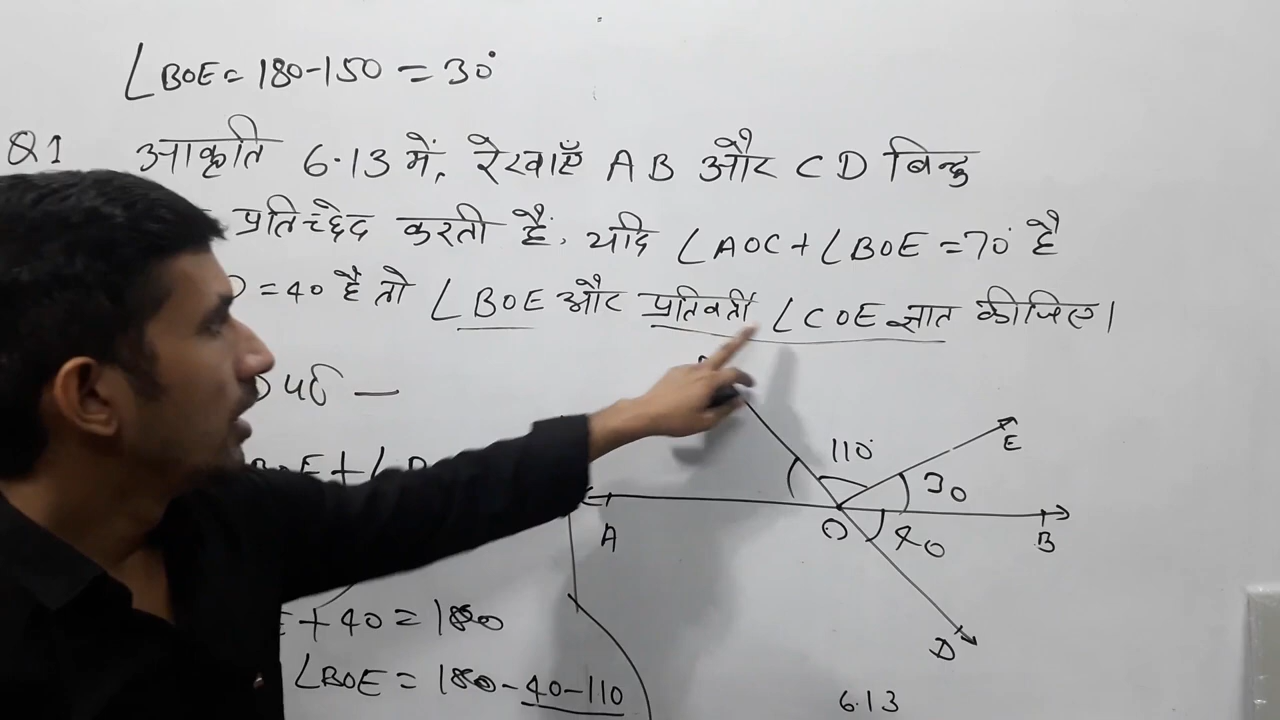 ∠BOE = 180-150 = 30°
Q1 आकृति 6.13 में, रेखाएँ AB और CD बिन्दु
प्रतिच्छेद करती हैं. यदि ∠AOC + ∠BOE = 70° है
= 40 है तो ∠BOE और प्रतिवर्ती ∠COE ज्ञात कीजिए।
110°
E
30
A
O
40
B
+ 40 = 180
D
∠BOE = 180 - 40 - 110
6.13